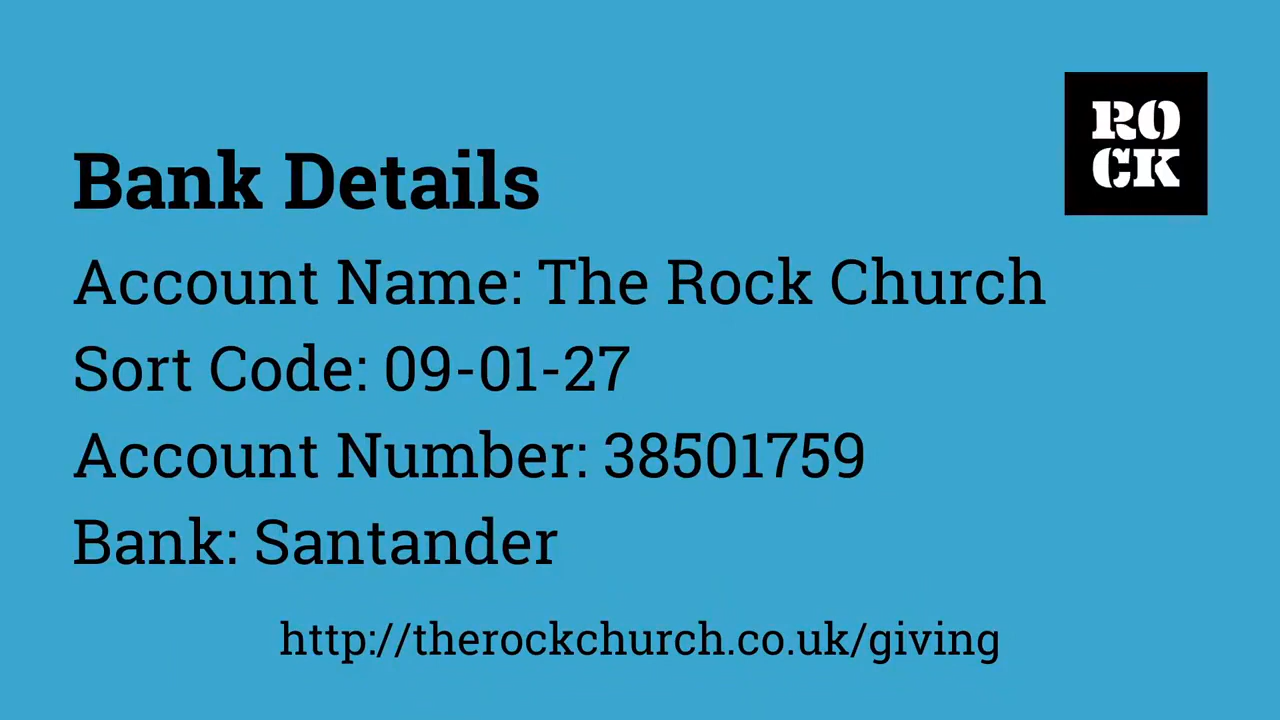 RO
CK
Bank Details
Account Name: The Rock Church
Sort Code: 09-01-27
Account Number: 38501759
Bank: Santander
http://therockchurch.co.uk/giving